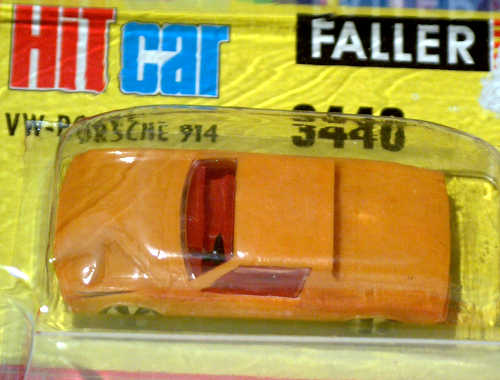 HIT car FALLER
VW-PORSCHE 914 3440